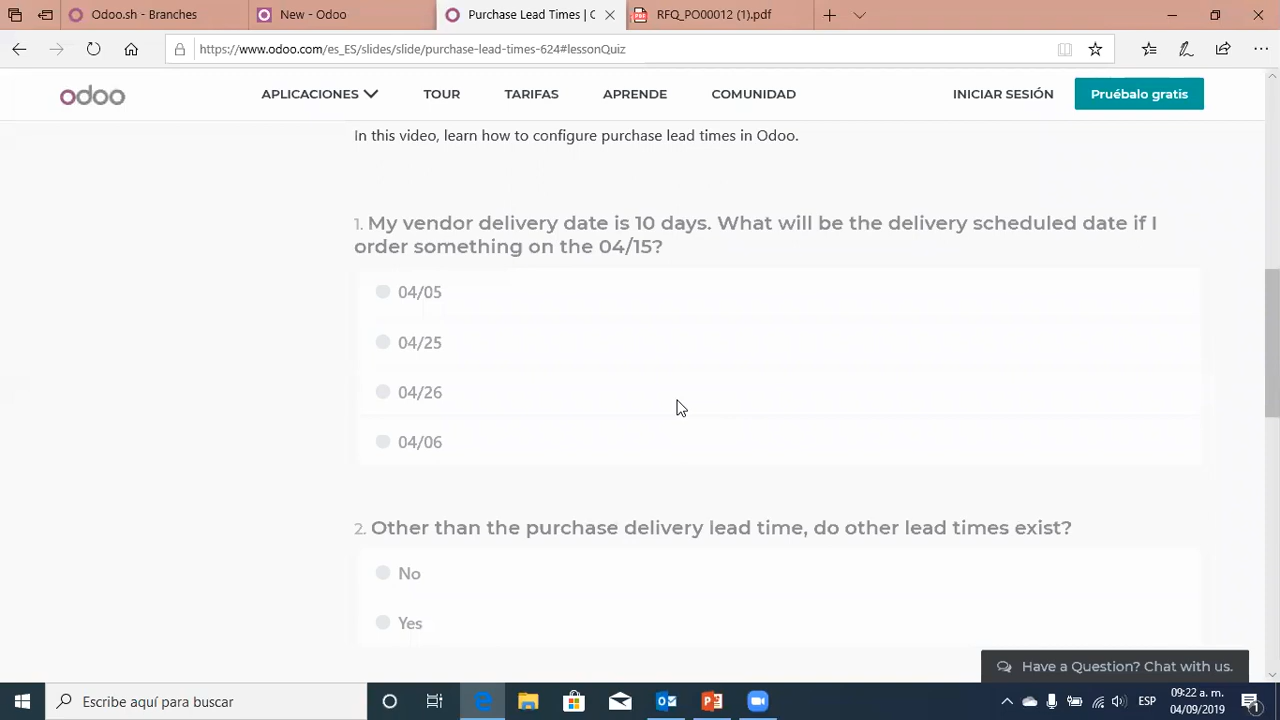 Odoo.sh - Branches
New - Odoo
Purchase Lead Times | C
RFQ_PO00012 (1).pdf
https://www.odoo.com/es_ES/slides/slide/purchase-lead-times-624#lessonQuiz
odoo
APLICACIONES
TOUR
TARIFAS
APRENDE
COMUNIDAD
INICIAR SESIÓN
Pruébalo gratis
In this video, learn how to configure purchase lead times in Odoo.
1. My vendor delivery date is 10 days. What will be the delivery scheduled date if I
order something on the 04/15?
04/05
04/25
04/26
04/06
2. Other than the purchase delivery lead time, do other lead times exist?
No
Yes
Have a Question? Chat with us.
Escribe aquí para buscar
ESP
09:22 a. m.
04/09/2019
1